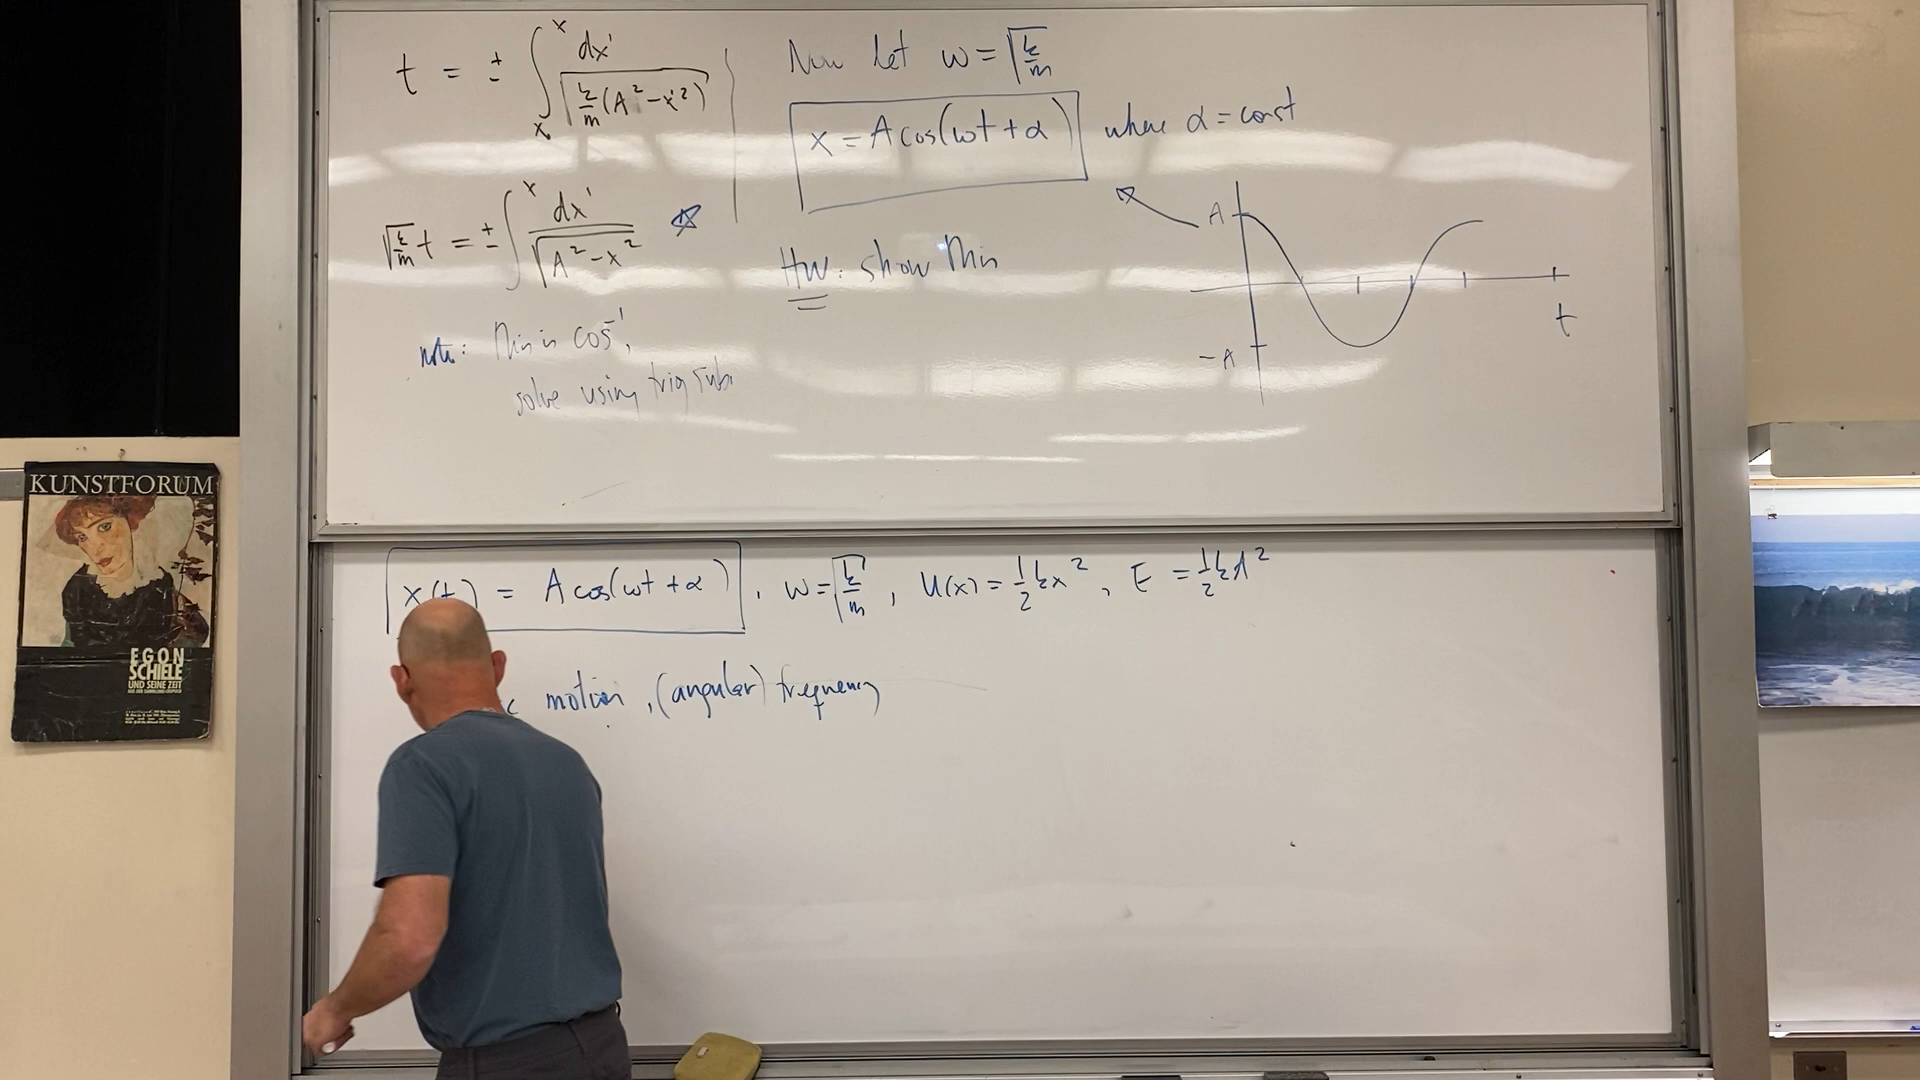 t = ± ∫ₓ₀ˣ dx' / √(k/m (A² − x'²))
√(k/m) t = ± ∫ˣ dx' / √(A² − x²)
note: this is cos⁻¹,
solve using trig sub.
Now let ω = √(k/m)
x = A cos(ωt + α) where α = const
HW: show this
A
−A
t
x(t) = A cos(ωt + α), ω = √(k/m), U(x) = ½kx², E = ½kA²
motion, (angular) frequency
KUNSTFORUM
EGON
SCHIELE
UND SEINE ZEIT